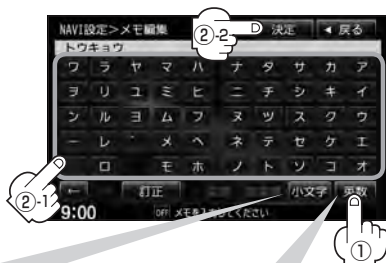 NAVI設定>メモ編集 決定 ◀ 戻る
トウキョウ
ワ ラ ヤ マ ハ ナ タ サ カ ア
ヲ リ ユ ミ ヒ ニ チ シ キ イ
ン ル ヨ ム フ ヌ ツ ス ク ウ
ー レ ゛ メ ヘ ネ テ セ ケ エ
ロ モ ホ ノ ト ソ コ オ
← 訂正 小文字 英数
9:00 OFF メモを入力してください
②-2
②-1
①